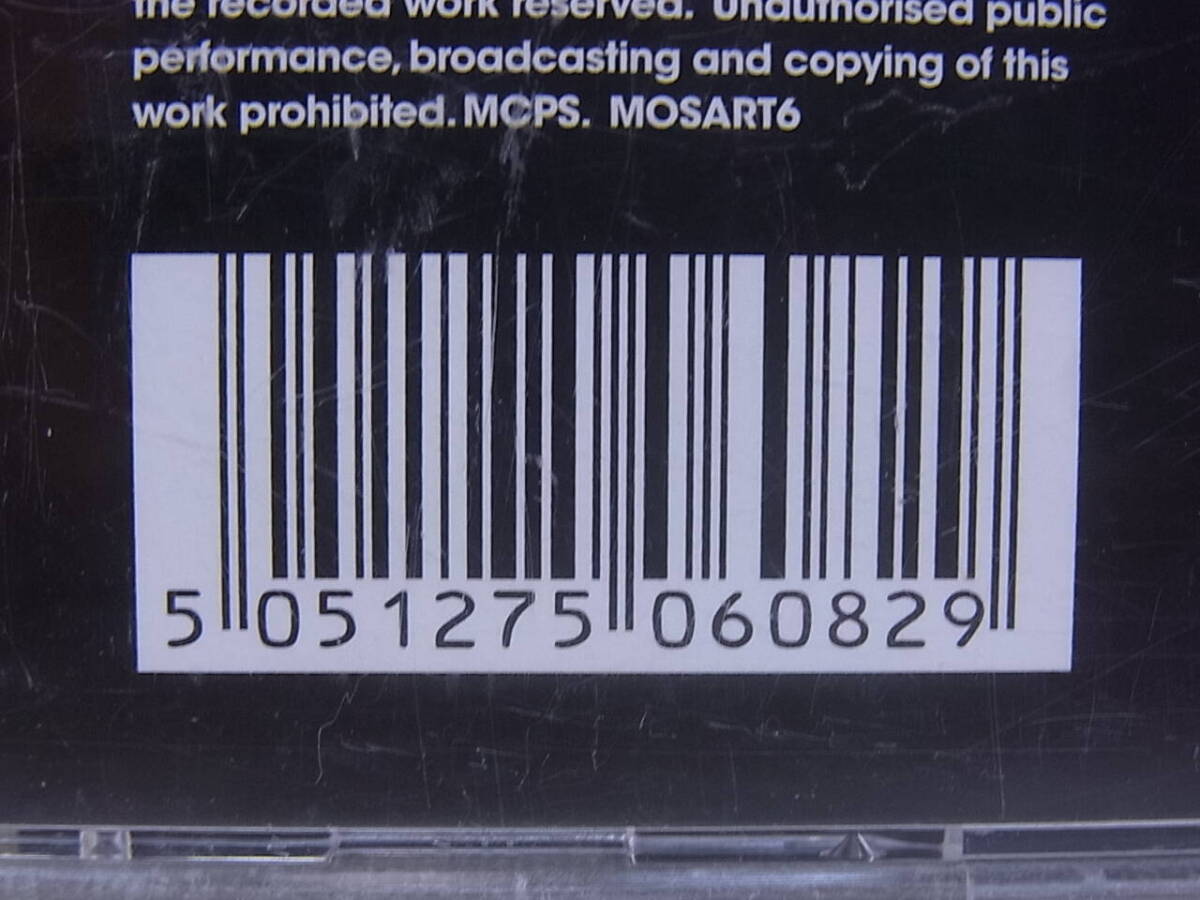 the recorded work reserved. Unauthorised public
performance, broadcasting and copying of this
work prohibited. MCPS. MOSART6
5 051275 060829